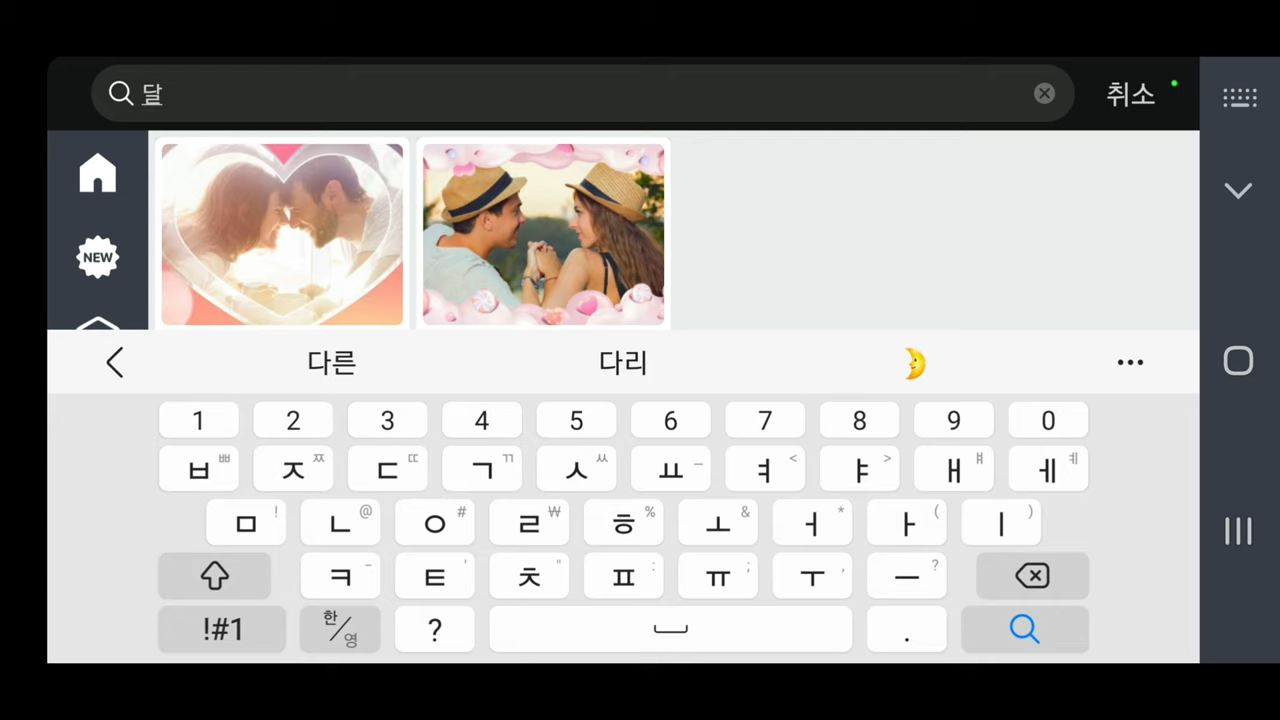 달
취소
NEW
다른 다리
1 2 3 4 5 6 7 8 9 0
ㅂ ㅃ ㅈ ㅉ ㄷ ㄸ ㄱ ㄲ ㅅ ㅆ ㅛ _ ㅕ < ㅑ > ㅐ ㅒ ㅔ ㅖ
ㅁ ! ㄴ @ ㅇ # ㄹ ₩ ㅎ % ㅗ & ㅓ * ㅏ ( ㅣ )
ㅋ - ㅌ ' ㅊ " ㅍ : ㅠ ; ㅜ , ㅡ ?
!#1 한/영 ? .